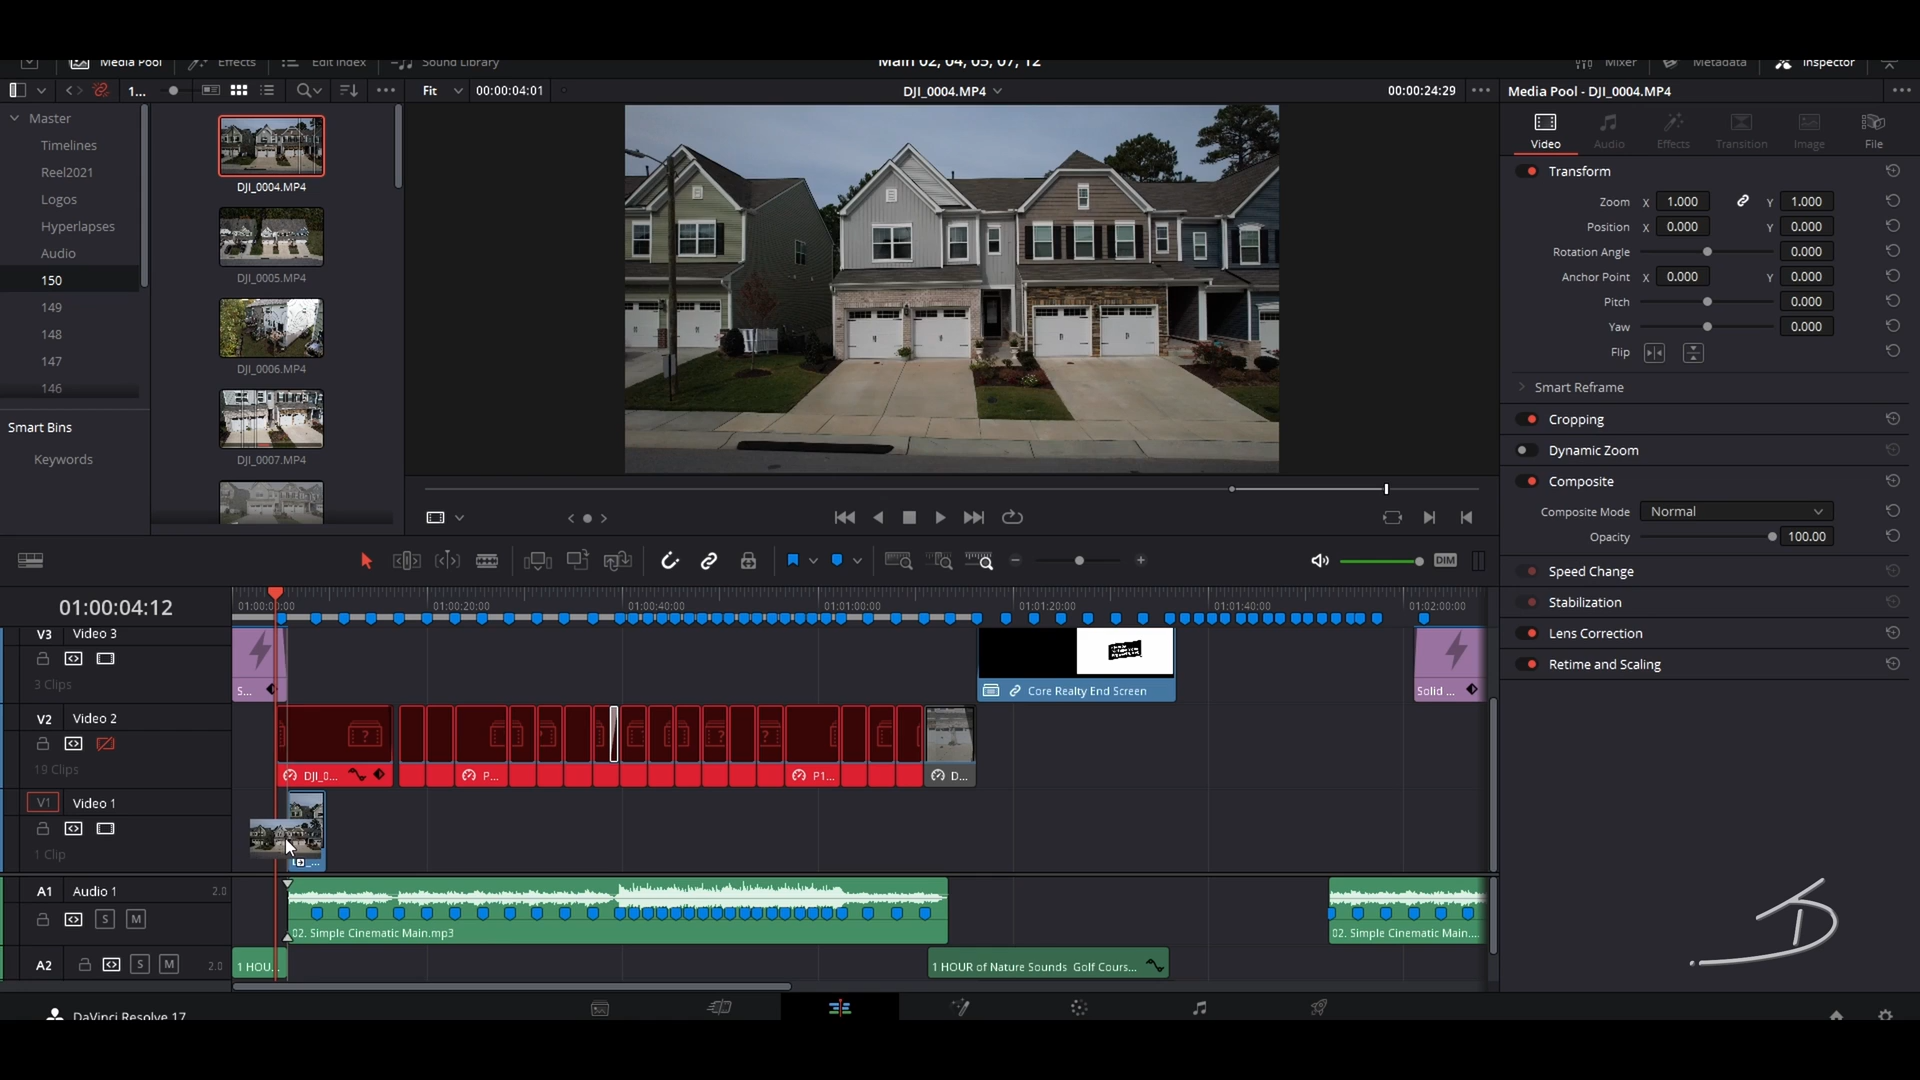 Media Pool
Effects
Edit Index
Sound Library
Main 02, 04, 05, 07, 12
Mixer
Metadata
Inspector
1...
Fit
00:00:04:01
DJI_0004.MP4
00:00:24:29
Media Pool - DJI_0004.MP4
Master
Timelines
Reel2021
Logos
Hyperlapses
Audio
150
149
148
147
146
Smart Bins
Keywords
DJI_0004.MP4
DJI_0005.MP4
DJI_0006.MP4
DJI_0007.MP4
Video
Audio
Effects
Transition
Image
File
Transform
Zoom X 1.000 Y 1.000
Position X 0.000 Y 0.000
Rotation Angle 0.000
Anchor Point X 0.000 Y 0.000
Pitch 0.000
Yaw 0.000
Flip
Smart Reframe
Cropping
Dynamic Zoom
Composite
Composite Mode Normal
Opacity 100.00
Speed Change
Stabilization
Lens Correction
Retime and Scaling
DIM
01:00:04:12
01:00:00:00
01:00:20:00
01:00:40:00
01:01:00:00
01:01:20:00
01:01:40:00
01:02:00:00
V3 Video 3
3 Clips
S...
Core Realty End Screen
Solid ...
V2 Video 2
19 Clips
DJI_0...
P...
P1...
D...
V1 Video 1
1 Clip
A1 Audio 1 2.0
S M
02. Simple Cinematic Main.mp3
02. Simple Cinematic Main....
A2 S M 2.0
1 HOU...
1 HOUR of Nature Sounds Golf Cours...
DaVinci Resolve 17